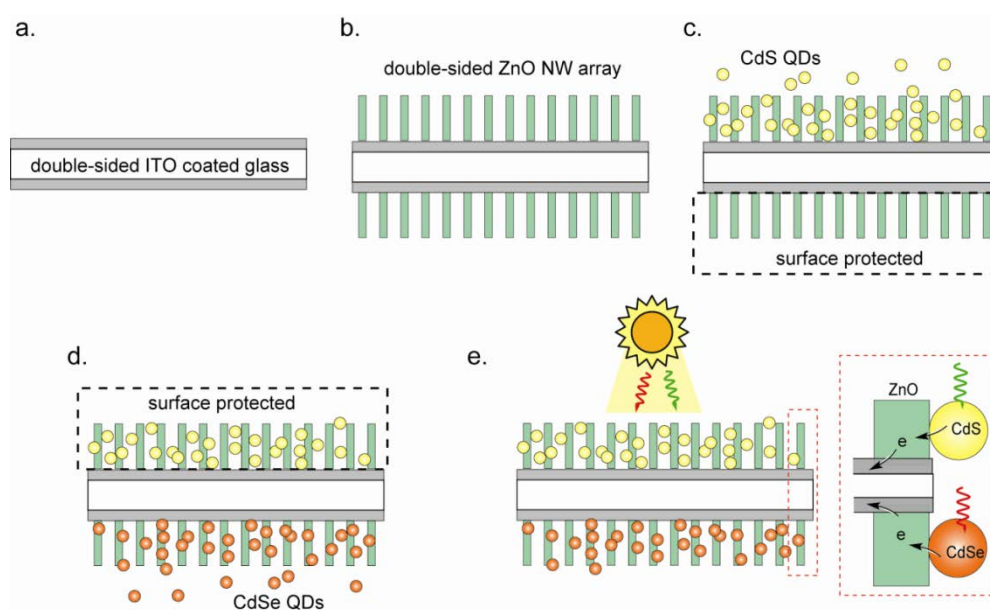 a.
double-sided ITO coated glass
b.
double-sided ZnO NW array
c.
CdS QDs
surface protected
d.
surface protected
CdSe QDs
e.
ZnO
CdS
e
e
CdSe